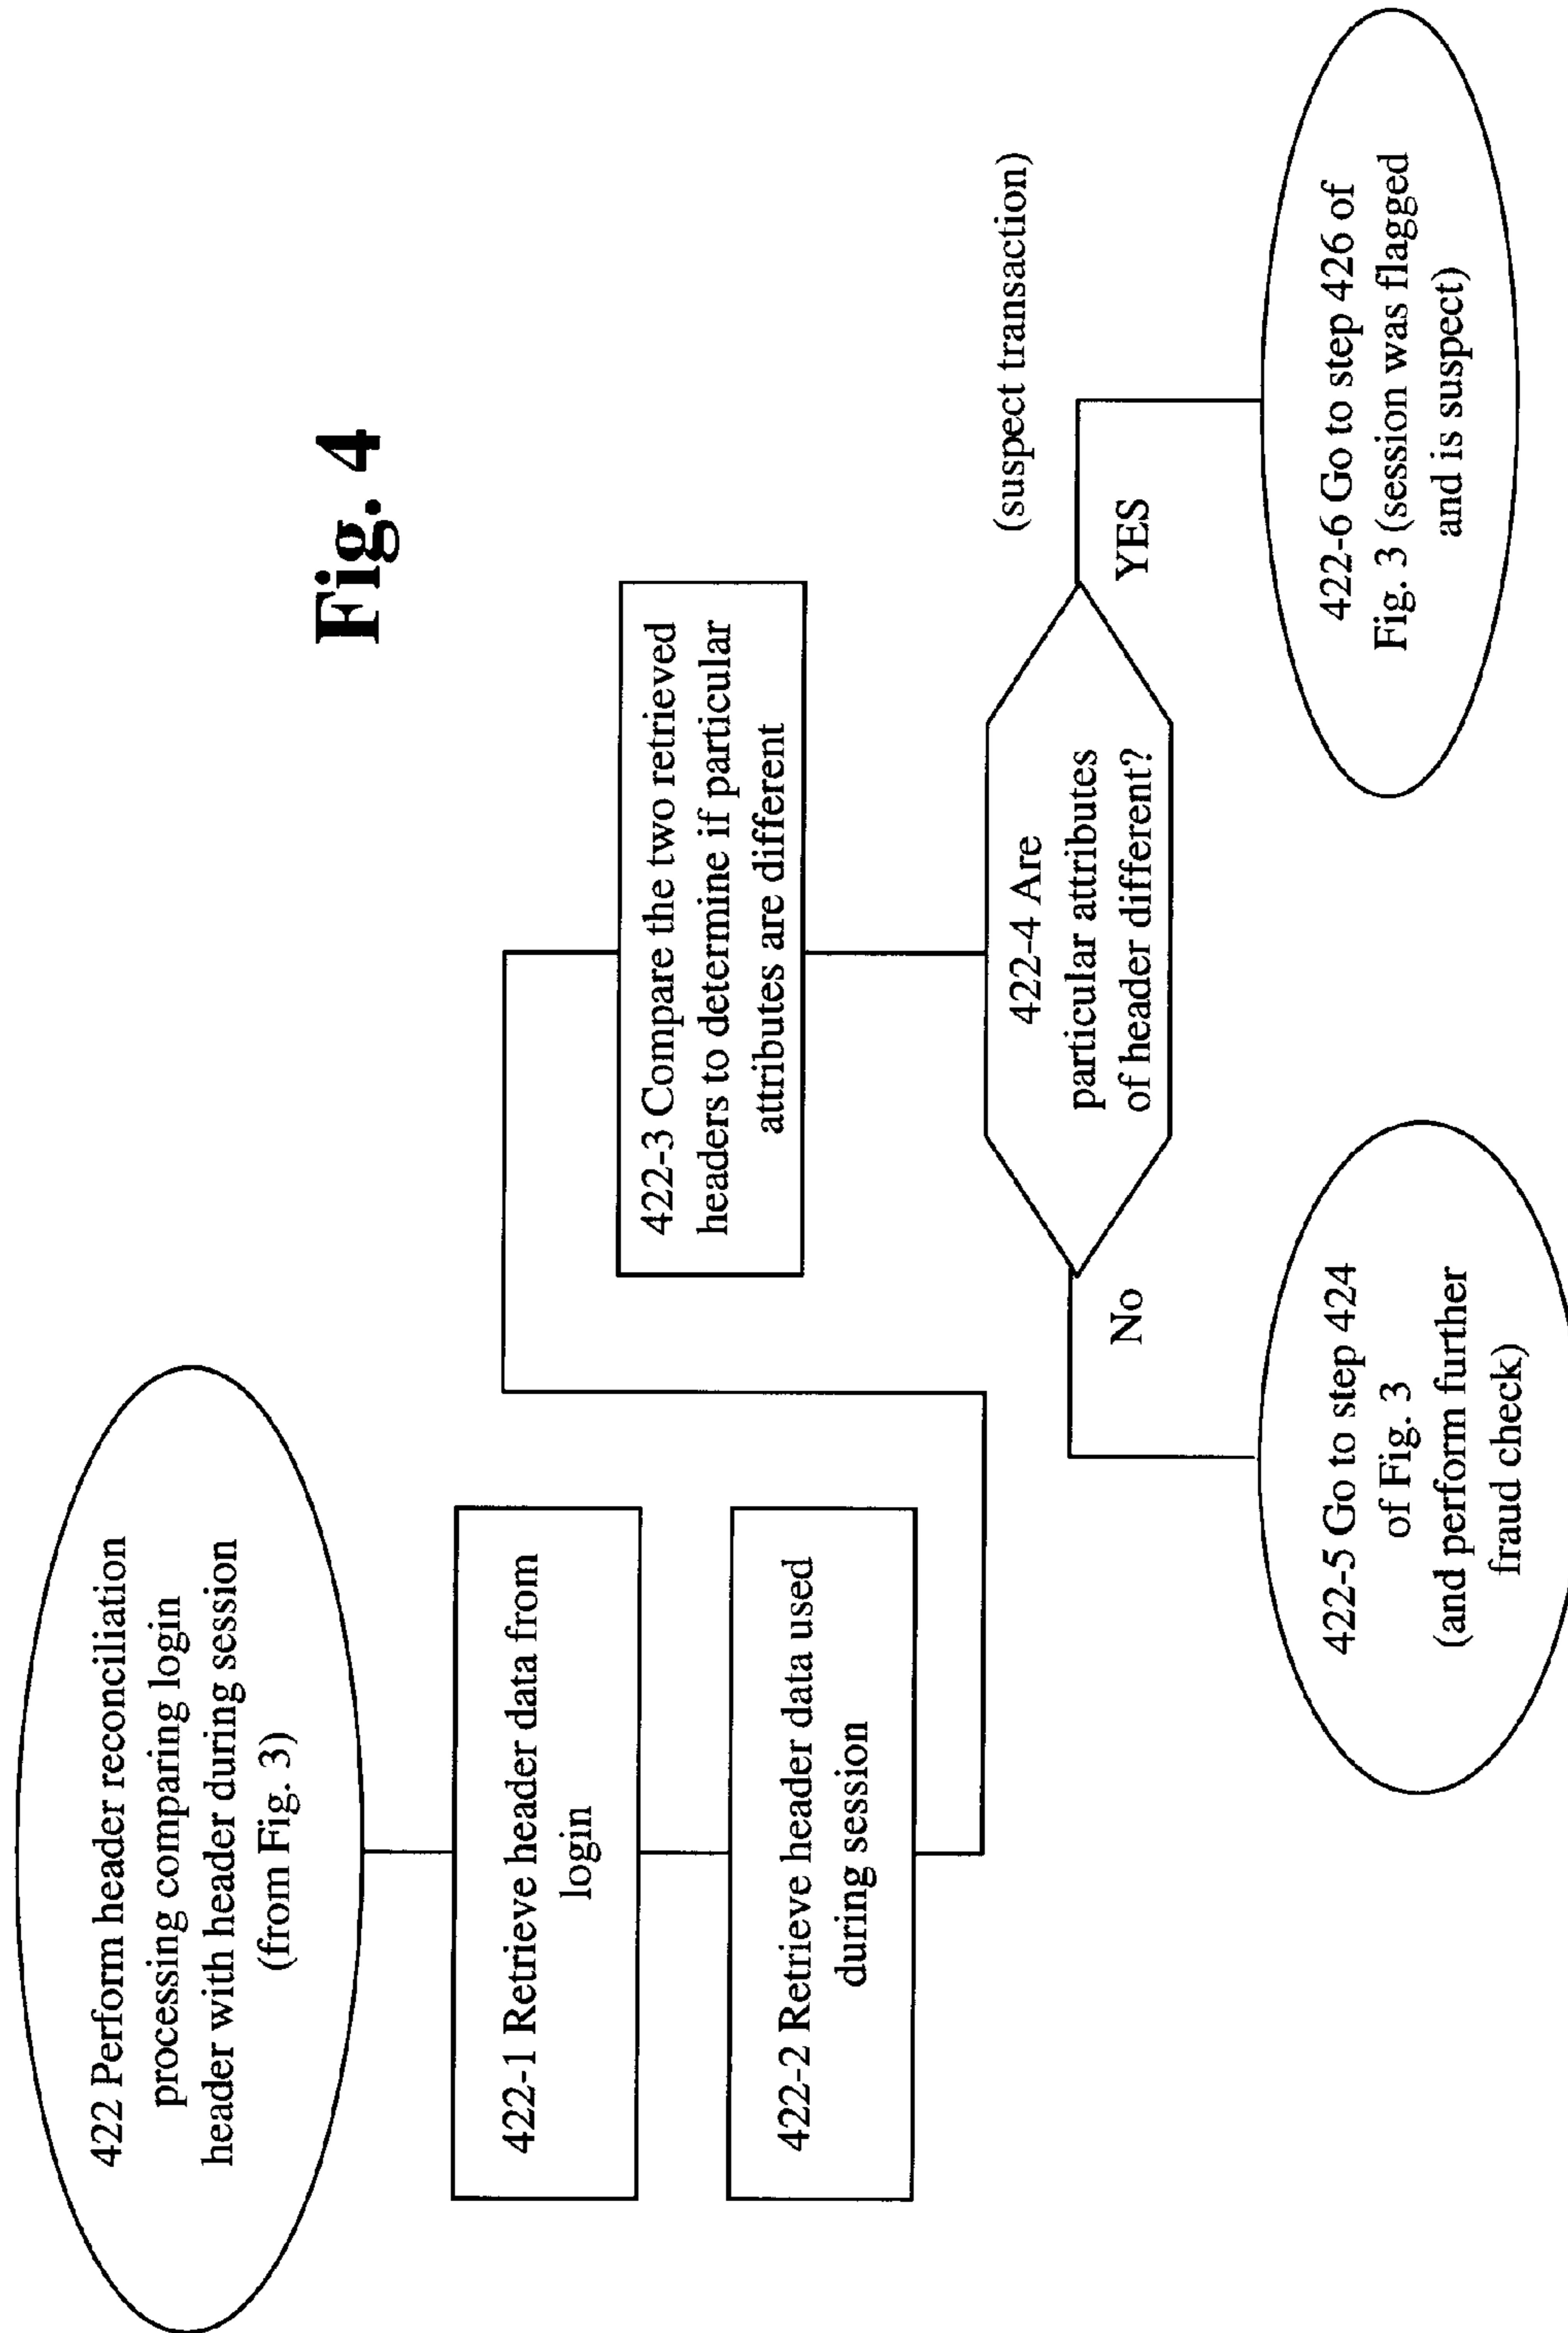 Fig. 4
422 Perform header reconciliation
processing comparing login
header with header during session
(from Fig. 3)
422-1 Retrieve header data from
login
422-2 Retrieve header data used
during session
422-3 Compare the two retrieved
headers to determine if particular
attributes are different
422-4 Are
particular attributes
of header different?
No
YES
(suspect transaction)
422-5 Go to step 424
of Fig. 3
(and perform further
fraud check)
422-6 Go to step 426 of
Fig. 3 (session was flagged
and is suspect)